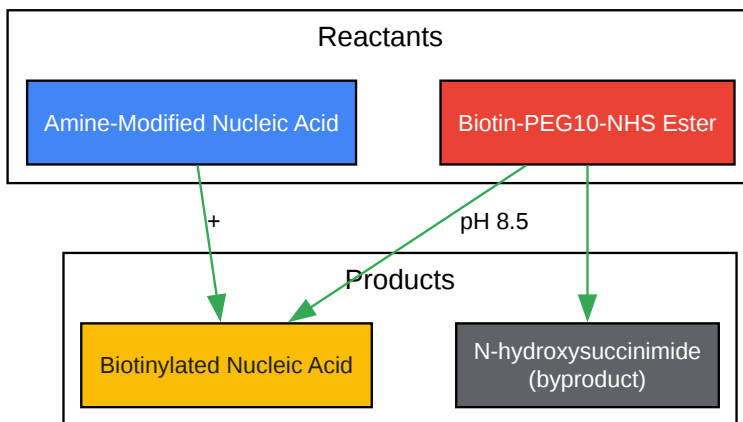 Reactants
Amine-Modified Nucleic Acid
Biotin-PEG10-NHS Ester
+
pH 8.5
Products
Biotinylated Nucleic Acid
N-hydroxysuccinimide
(byproduct)